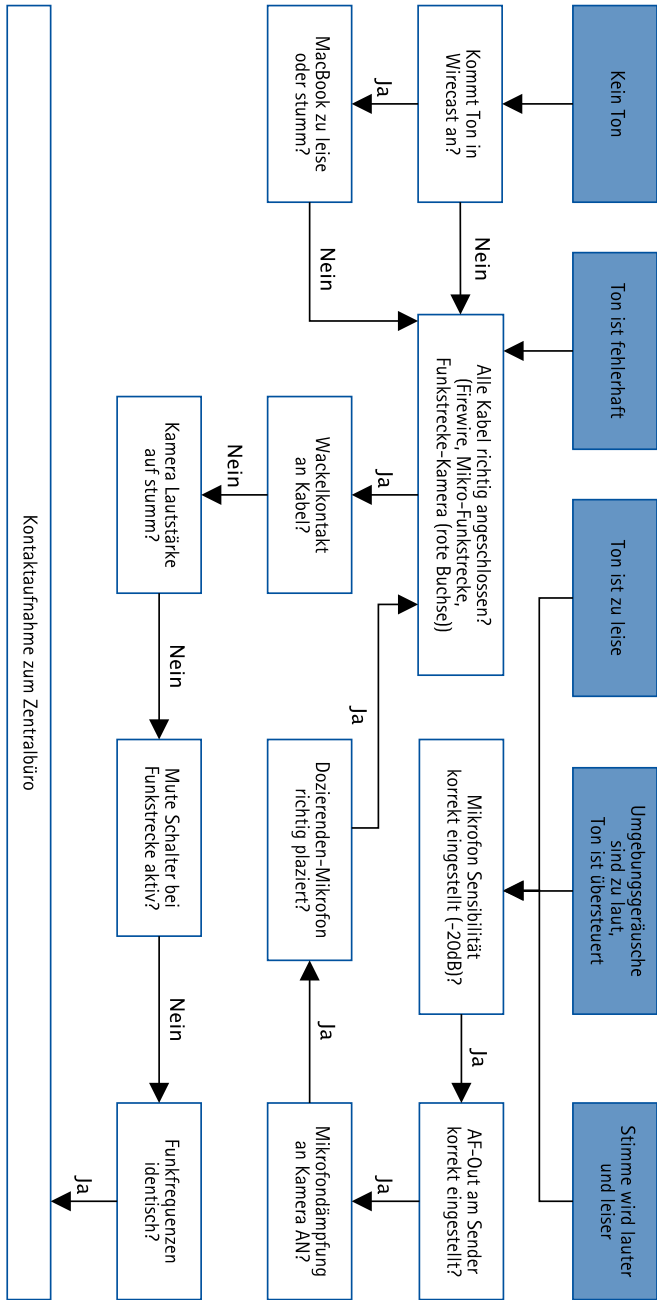 Kein Ton
Ton ist fehlerhaft
Ton ist zu leise
Umgebungsgeräusche
sind zu laut,
Ton ist übersteuert
Stimme wird lauter
und leiser
Kommt Ton in
Wirecast an?
Nein
Alle Kabel richtig angeschlossen?
(Firewire, Mikro-Funkstrecke,
Funkstrecke-Kamera (rote Buchse))
Mikrofon Sensibilität
korrekt eingestellt (-20dB)?
Ja
AF-Out am Sender
korrekt eingestellt?
Ja
Ja
Ja
Ja
MacBook zu leise
oder stumm?
Nein
Wackelkontakt
an Kabel?
Dozierenden-Mikrofon
richtig plaziert?
Ja
Mikrofondämpfung
an Kamera AN?
Nein
Kamera Lautstärke
auf stumm?
Nein
Mute Schalter bei
Funkstrecke aktiv?
Nein
Funkfrequenzen
identisch?
Ja
Kontaktaufnahme zum Zentralbüro